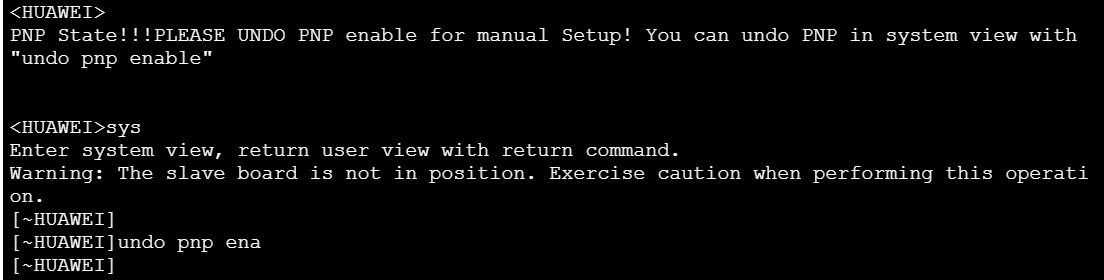 <HUAWEI>
PNP State!!!PLEASE UNDO PNP enable for manual Setup! You can undo PNP in system view with
"undo pnp enable"
<HUAWEI>sys
Enter system view, return user view with return command.
Warning: The slave board is not in position. Exercise caution when performing this operati
on.
[~HUAWEI]
[~HUAWEI]undo pnp ena
[~HUAWEI]